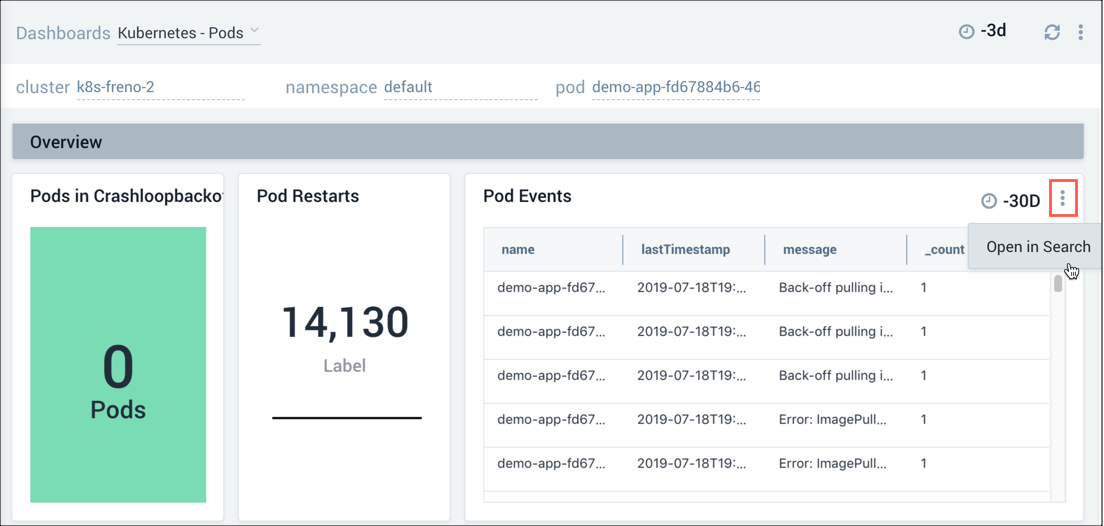 Dashboards Kubernetes - Pods -3d
cluster k8s-freno-2 namespace default pod demo-app-fd67884b6-46
Overview
Pods in Crashloopbacko
0
Pods
Pod Restarts
14,130
Label
Pod Events -30D
Open in Search
name lastTimestamp message _count
demo-app-fd67... 2019-07-18T19:... Back-off pulling i... 1
demo-app-fd67... 2019-07-18T19:... Back-off pulling i... 1
demo-app-fd67... 2019-07-18T19:... Back-off pulling i... 1
demo-app-fd67... 2019-07-18T19:... Error: ImagePull... 1
demo-app-fd67... 2019-07-18T19:... Error: ImagePull... 1